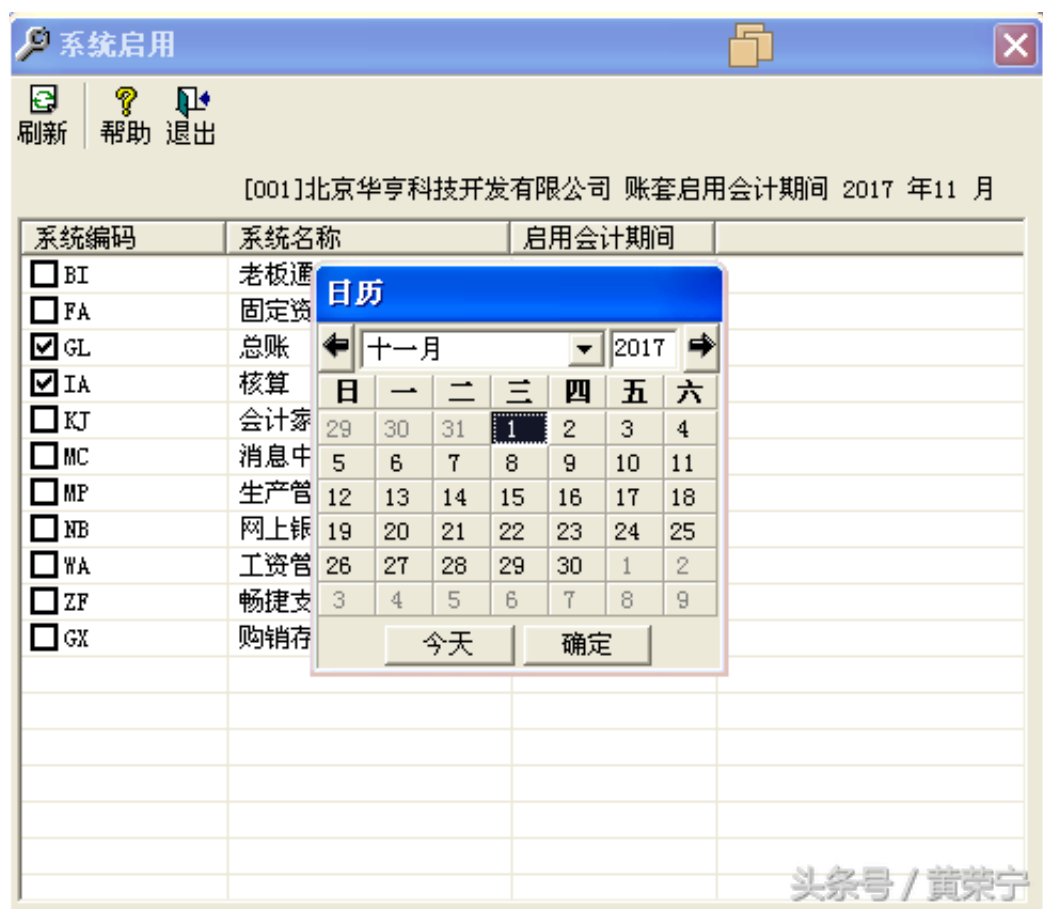 系统启用
刷新 帮助 退出
[001]北京华亨科技开发有限公司 账套启用会计期间 2017 年11 月
系统编码 系统名称 启用会计期间
BI 老板通
FA 固定资
GL 总账
IA 核算
KJ 会计家
MC 消息中
MP 生产管
NB 网上银
WA 工资管
ZF 畅捷支
GX 购销存
日历
十一月 2017
日 一 二 三 四 五 六
29 30 31 1 2 3 4
5 6 7 8 9 10 11
12 13 14 15 16 17 18
19 20 21 22 23 24 25
26 27 28 29 30 1 2
3 4 5 6 7 8 9
今天 确定
头条号 / 黄荣宁